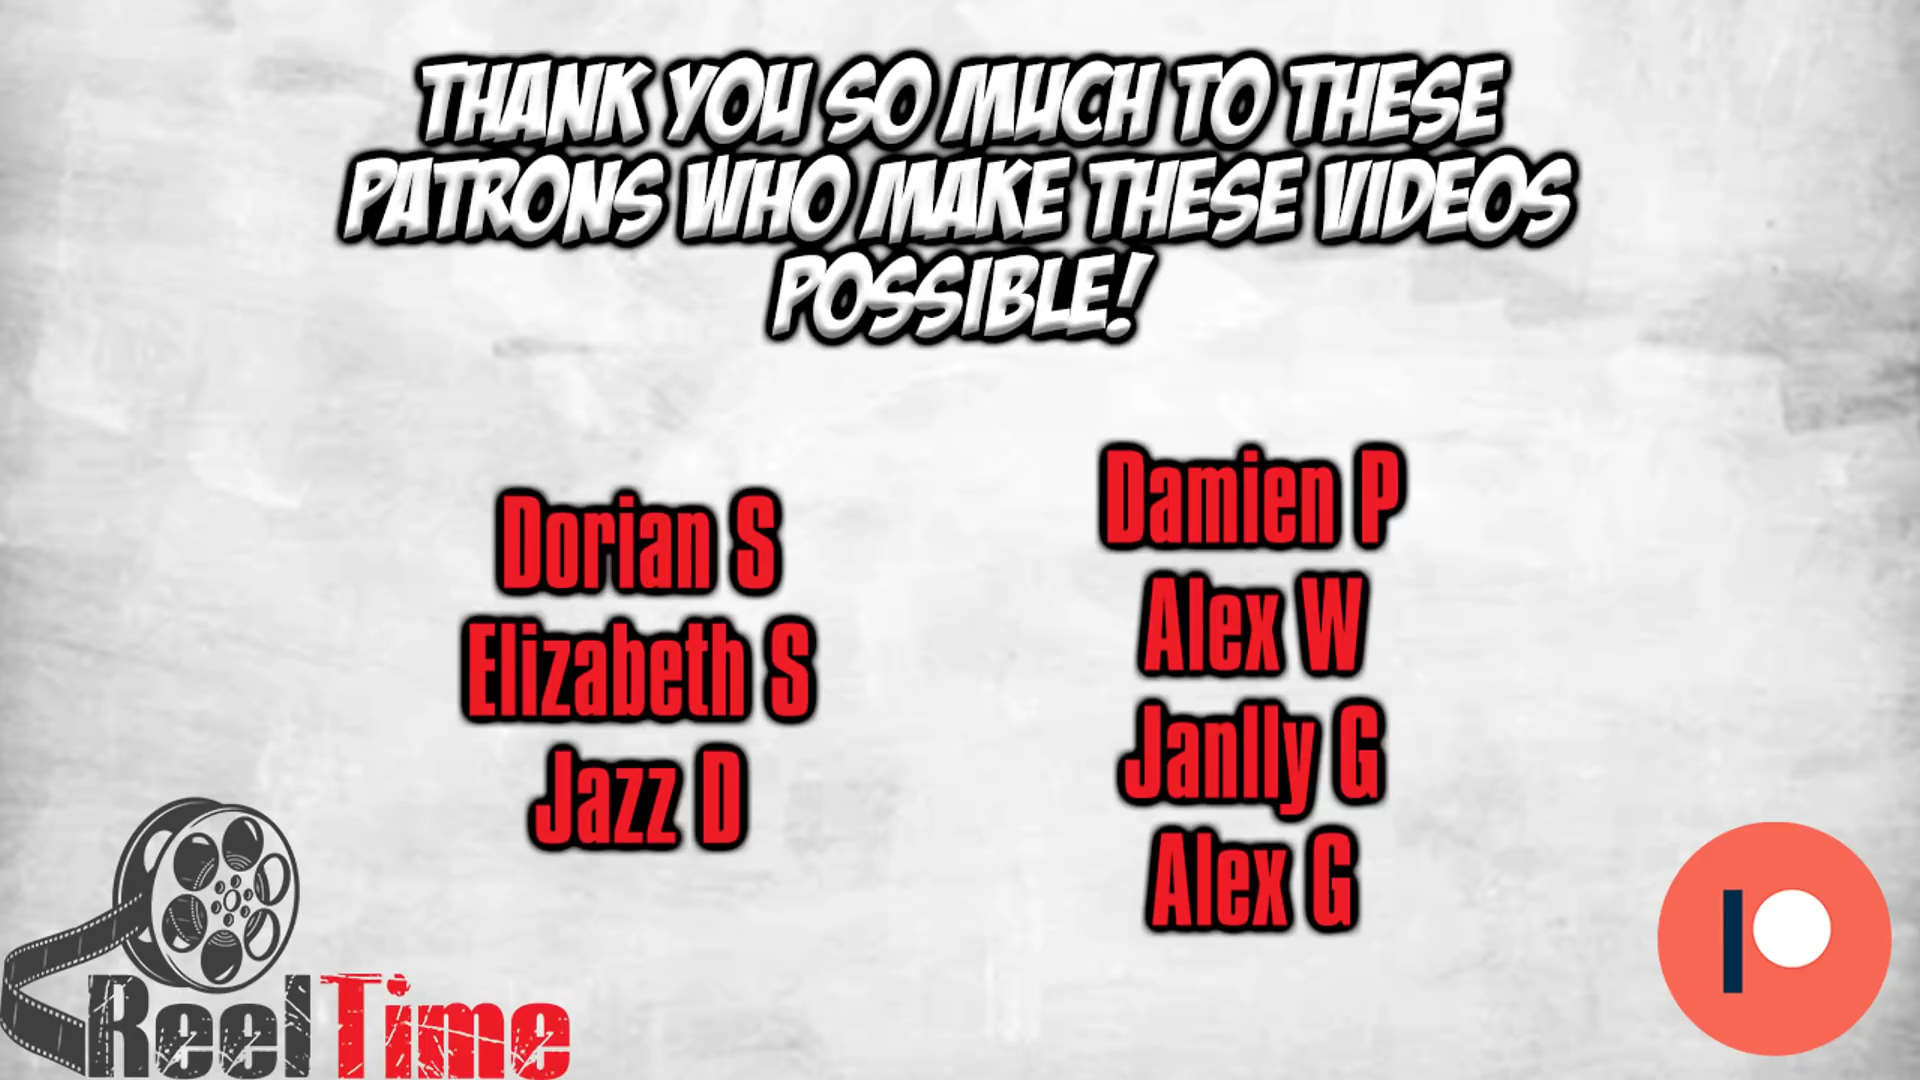 THANK YOU SO MUCH TO THESE
PATRONS WHO MAKE THESE VIDEOS
POSSIBLE!
Dorian S
Elizabeth S
Jazz D
Damien P
Alex W
Janlly G
Alex G
ReelTime